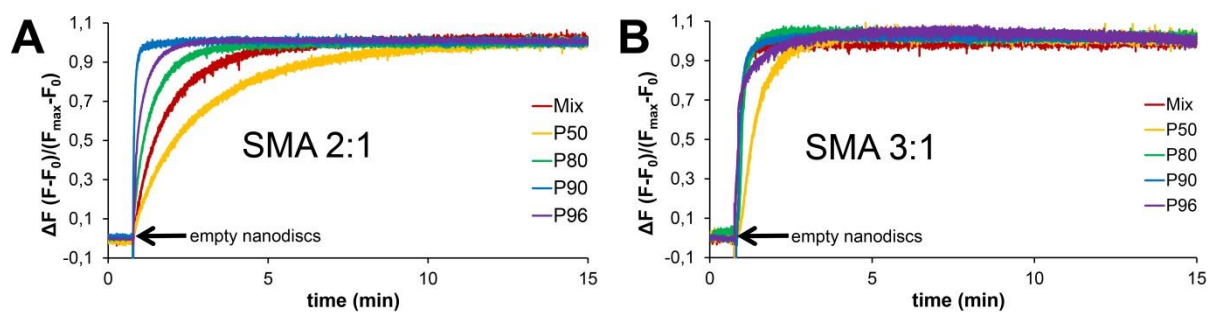 A
ΔF (F-F₀)/(Fmax-F₀)
1,1
0,9
0,7
0,5
0,3
0,1
-0,1
SMA 2:1
Mix
P50
P80
P90
P96
empty nanodiscs
0
5
10
15
time (min)
B
ΔF (F-F₀)/(Fmax-F₀)
1,1
0,9
0,7
0,5
0,3
0,1
-0,1
SMA 3:1
Mix
P50
P80
P90
P96
empty nanodiscs
0
5
10
15
time (min)